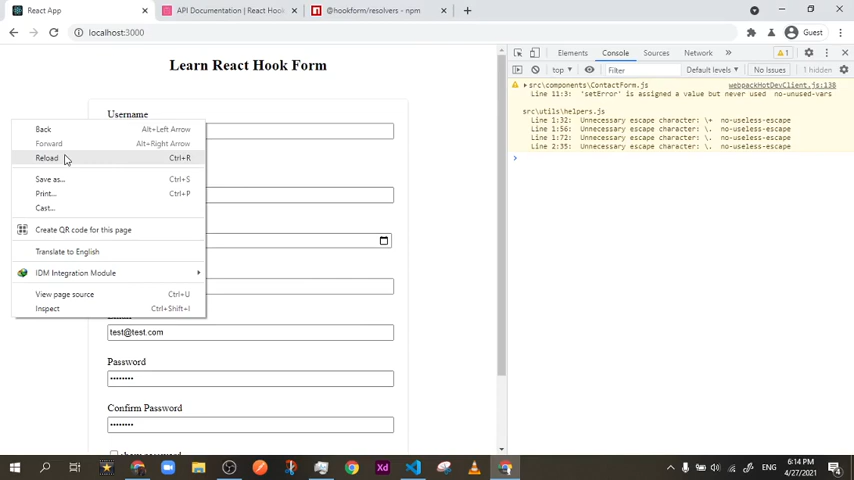 React App
API Documentation | React Hook
@hookform/resolvers - npm
localhost:3000
Guest
Learn React Hook Form
Username
Back Alt+Left Arrow
Forward Alt+Right Arrow
Reload Ctrl+R
Save as... Ctrl+S
Print... Ctrl+P
Cast...
Create QR code for this page
Translate to English
IDM Integration Module
View page source Ctrl+U
Inspect Ctrl+Shift+I
test@test.com
Password
••••••••
Confirm Password
••••••••
Elements Console Sources Network 1
top Filter Default levels No Issues 1 hidden
src\components\ContactForm.js webpackHotDevClient.js:138
Line 11:3: 'setError' is assigned a value but never used no-unused-vars
src\utils\helpers.js
Line 1:32: Unnecessary escape character: \+ no-useless-escape
Line 1:56: Unnecessary escape character: \. no-useless-escape
Line 1:72: Unnecessary escape character: \. no-useless-escape
Line 2:35: Unnecessary escape character: \. no-useless-escape
Xd
ENG
6:14 PM
4/27/2021
4